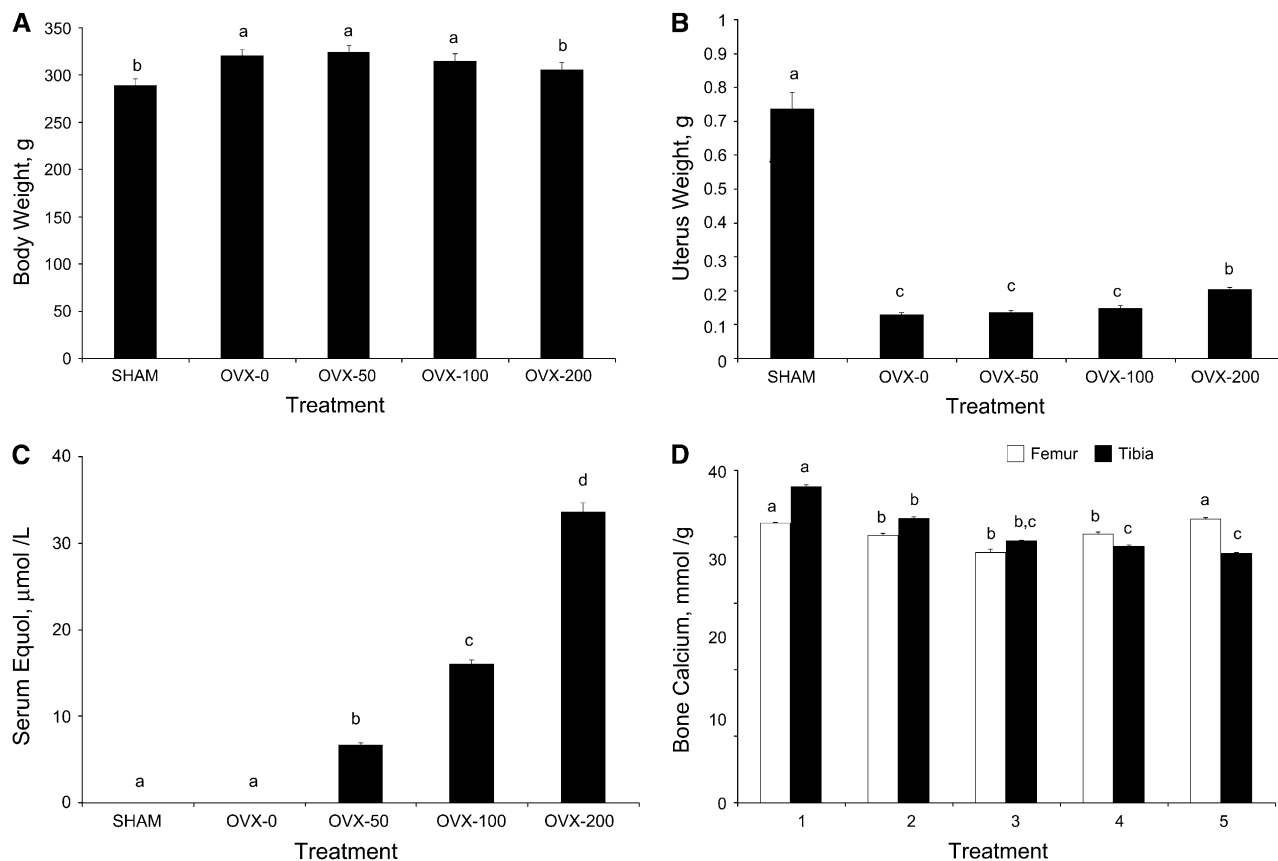 A
Body Weight, g
350
300
250
200
150
100
50
0
b
a
a
a
b
SHAM
OVX-0
OVX-50
OVX-100
OVX-200
Treatment
B
Uterus Weight, g
1
0.9
0.8
0.7
0.6
0.5
0.4
0.3
0.2
0.1
0
a
c
c
c
b
SHAM
OVX-0
OVX-50
OVX-100
OVX-200
Treatment
C
Serum Equol, μmol /L
40
30
20
10
0
a
a
b
c
d
SHAM
OVX-0
OVX-50
OVX-100
OVX-200
Treatment
D
Femur
Tibia
Bone Calcium, mmol /g
40
30
20
10
0
a
a
b
b
b
b,c
b
c
a
c
1
2
3
4
5
Treatment